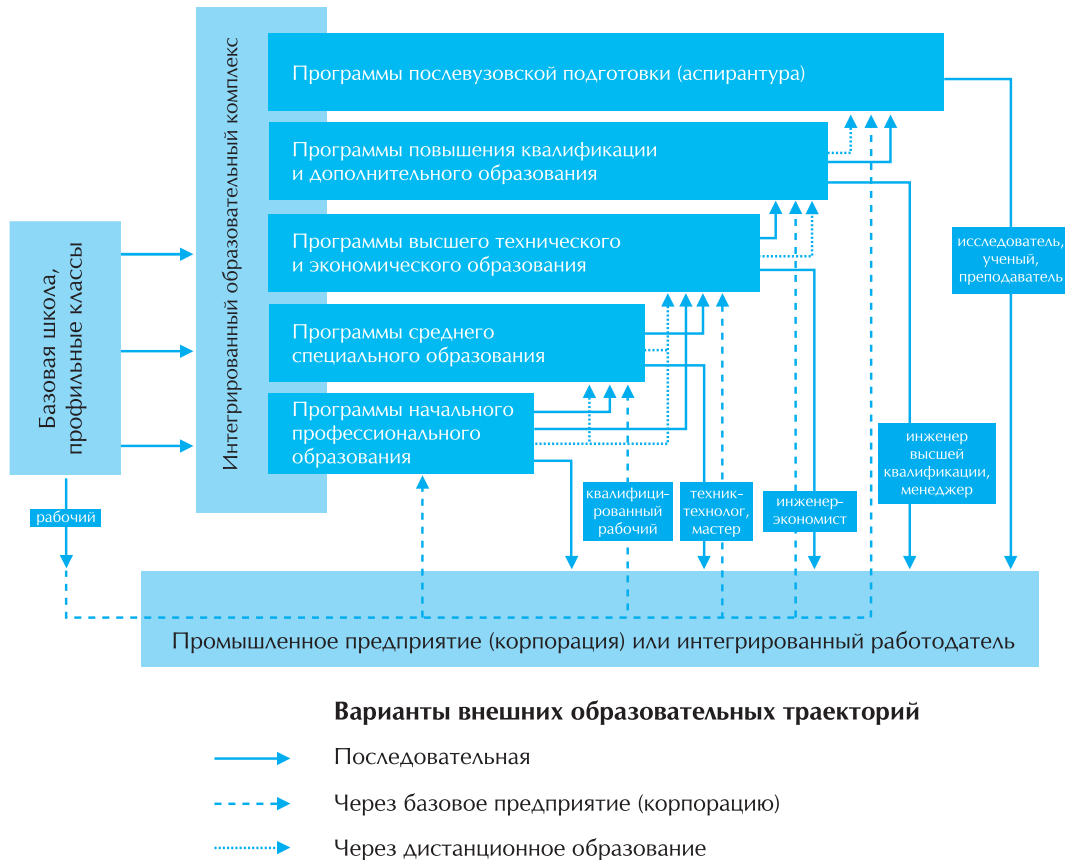 Интегрированный образовательный комплекс
Программы послевузовской подготовки (аспирантура)
Программы повышения квалификации
и дополнительного образования
Программы высшего технического
и экономического образования
Программы среднего
специального образования
Программы начального
профессионального
образования
Базовая школа,
профильные классы
рабочий
квалифици-
рованный
рабочий
техник-
технолог,
мастер
инженер-
экономист
инженер
высшей
квалификации,
менеджер
исследователь,
ученый,
преподаватель
Промышленное предприятие (корпорация) или интегрированный работодатель
Варианты внешних образовательных траекторий
Последовательная
Через базовое предприятие (корпорацию)
Через дистанционное образование